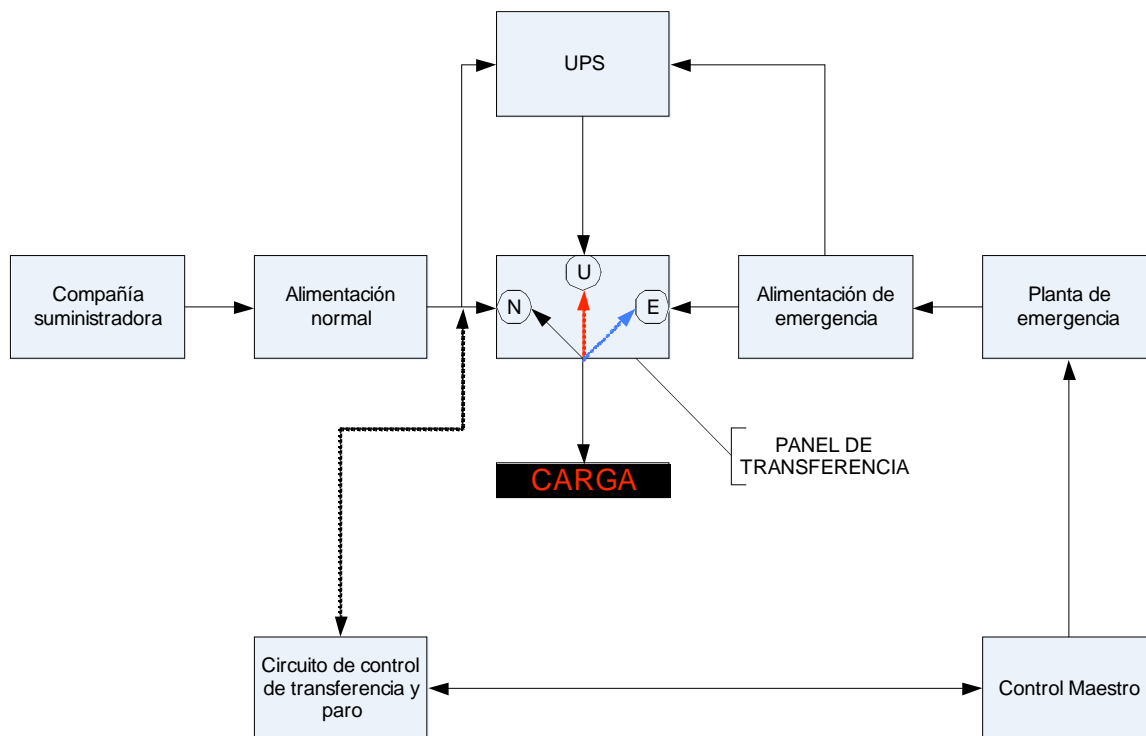 UPS
Compañía
suministradora
Alimentación
normal
N
U
E
Alimentación de
emergencia
Planta de
emergencia
PANEL DE
TRANSFERENCIA
CARGA
Circuito de control
de transferencia y
paro
Control Maestro